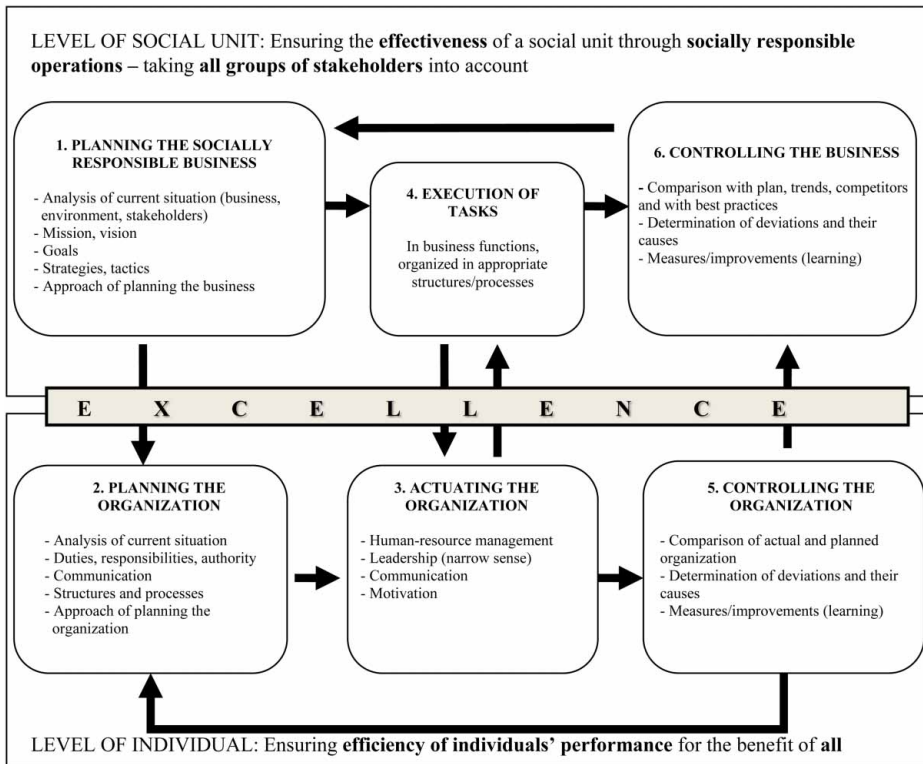 LEVEL OF SOCIAL UNIT: Ensuring the effectiveness of a social unit through socially responsible
operations – taking all groups of stakeholders into account
1. PLANNING THE SOCIALLY
RESPONSIBLE BUSINESS
- Analysis of current situation (business,
environment, stakeholders)
- Mission, vision
- Goals
- Strategies, tactics
- Approach of planning the business
4. EXECUTION OF
TASKS
In business functions,
organized in appropriate
structures/processes
6. CONTROLLING THE BUSINESS
- Comparison with plan, trends, competitors
and with best practices
- Determination of deviations and their
causes
- Measures/improvements (learning)
E X C E L L E N C E
2. PLANNING THE
ORGANIZATION
- Analysis of current situation
- Duties, responsibilities, authority
- Communication
- Structures and processes
- Approach of planning the
organization
3. ACTUATING THE
ORGANIZATION
- Human-resource management
- Leadership (narrow sense)
- Communication
- Motivation
5. CONTROLLING THE
ORGANIZATION
- Comparison of actual and planned
organization
- Determination of deviations and their
causes
- Measures/improvements (learning)
LEVEL OF INDIVIDUAL: Ensuring efficiency of individuals' performance for the benefit of all